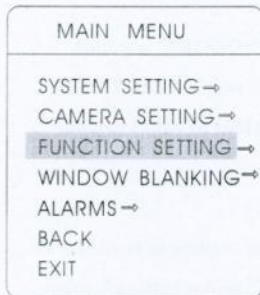 MAIN MENU
SYSTEM SETTING→
CAMERA SETTING→
FUNCTION SETTING→
WINDOW BLANKING→
ALARMS→
BACK
EXIT